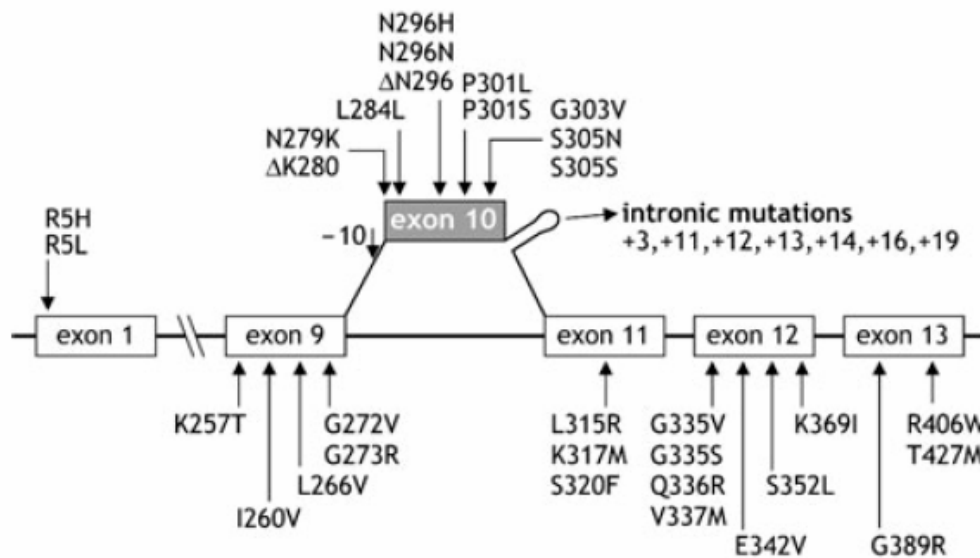 N296H
N296N
ΔN296
P301L
P301S
L284L
G303V
S305N
S305S
N279K
ΔK280
exon 10
intronic mutations
+3,+11,+12,+13,+14,+16,+19
–10
R5H
R5L
exon 1
exon 9
exon 11
exon 12
exon 13
K257T
G272V
G273R
L266V
I260V
L315R
K317M
S320F
G335V
G335S
Q336R
V337M
K369I
S352L
E342V
R406W
T427M
G389R